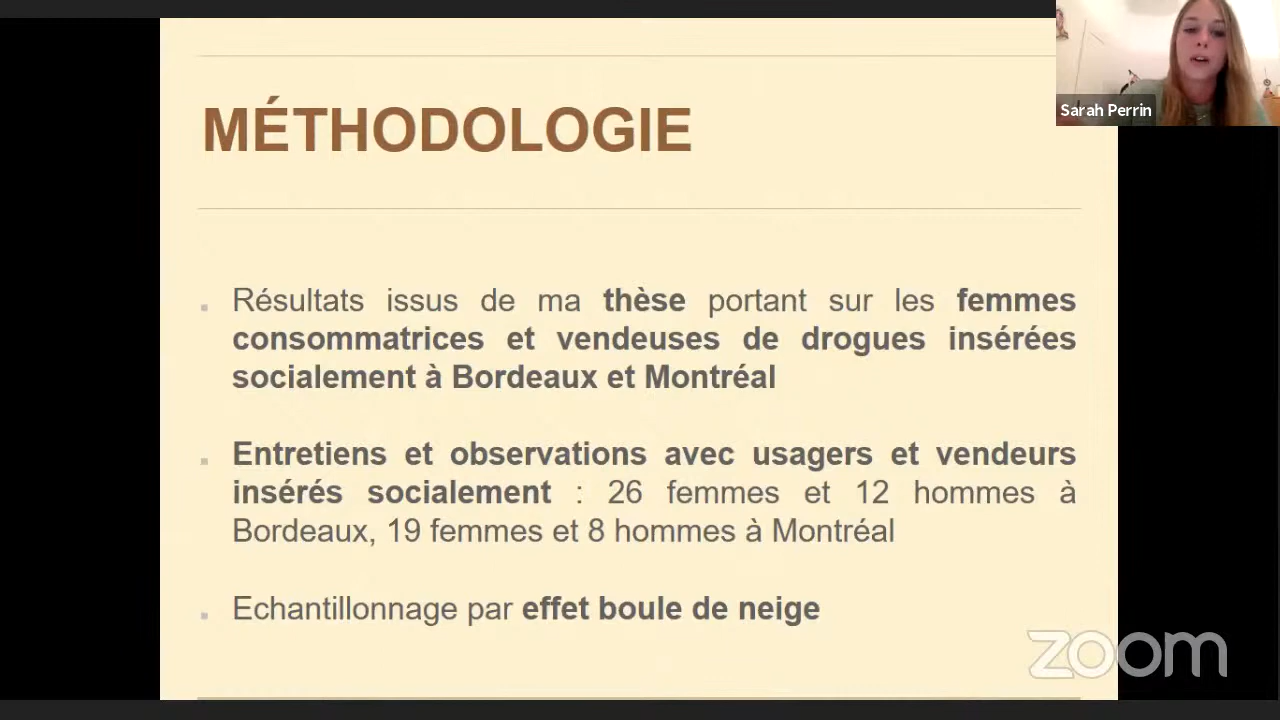 MÉTHODOLOGIE
Sarah Perrin
Résultats issus de ma thèse portant sur les femmes
consommatrices et vendeuses de drogues insérées
socialement à Bordeaux et Montréal
Entretiens et observations avec usagers et vendeurs
insérés socialement : 26 femmes et 12 hommes à
Bordeaux, 19 femmes et 8 hommes à Montréal
Echantillonnage par effet boule de neige
zoom